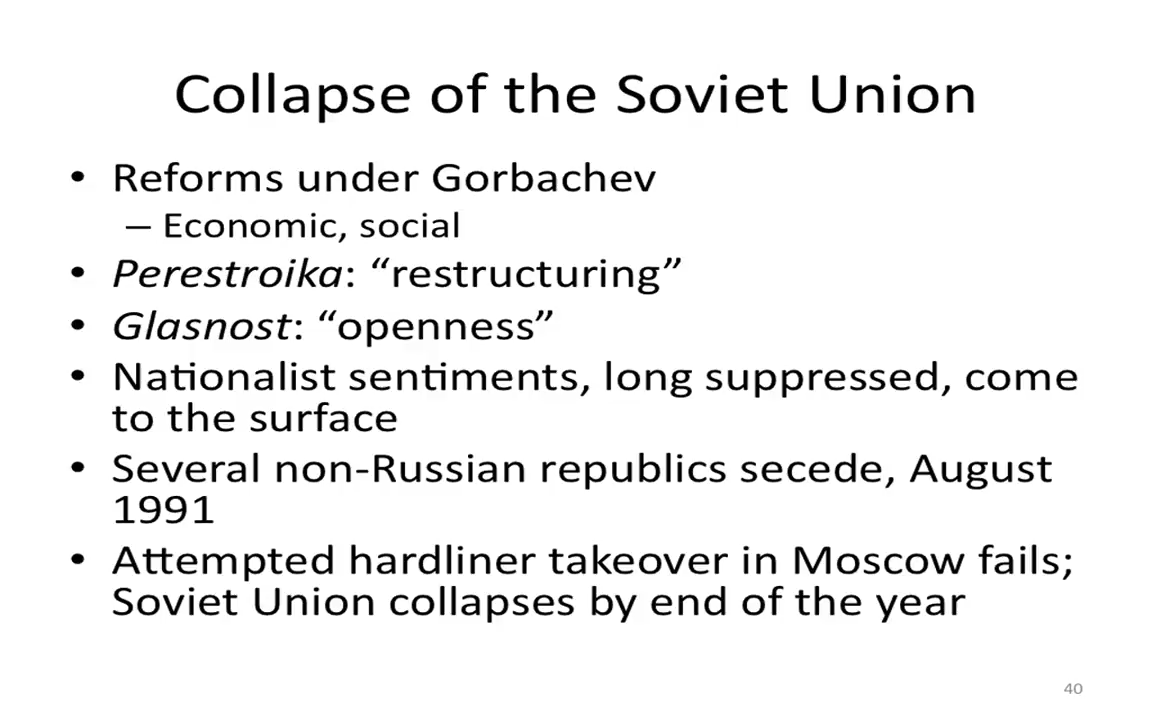 Collapse of the Soviet Union
• Reforms under Gorbachev
– Economic, social
• Perestroika: “restructuring”
• Glasnost: “openness”
• Nationalist sentiments, long suppressed, come
to the surface
• Several non-Russian republics secede, August
1991
• Attempted hardliner takeover in Moscow fails;
Soviet Union collapses by end of the year
40